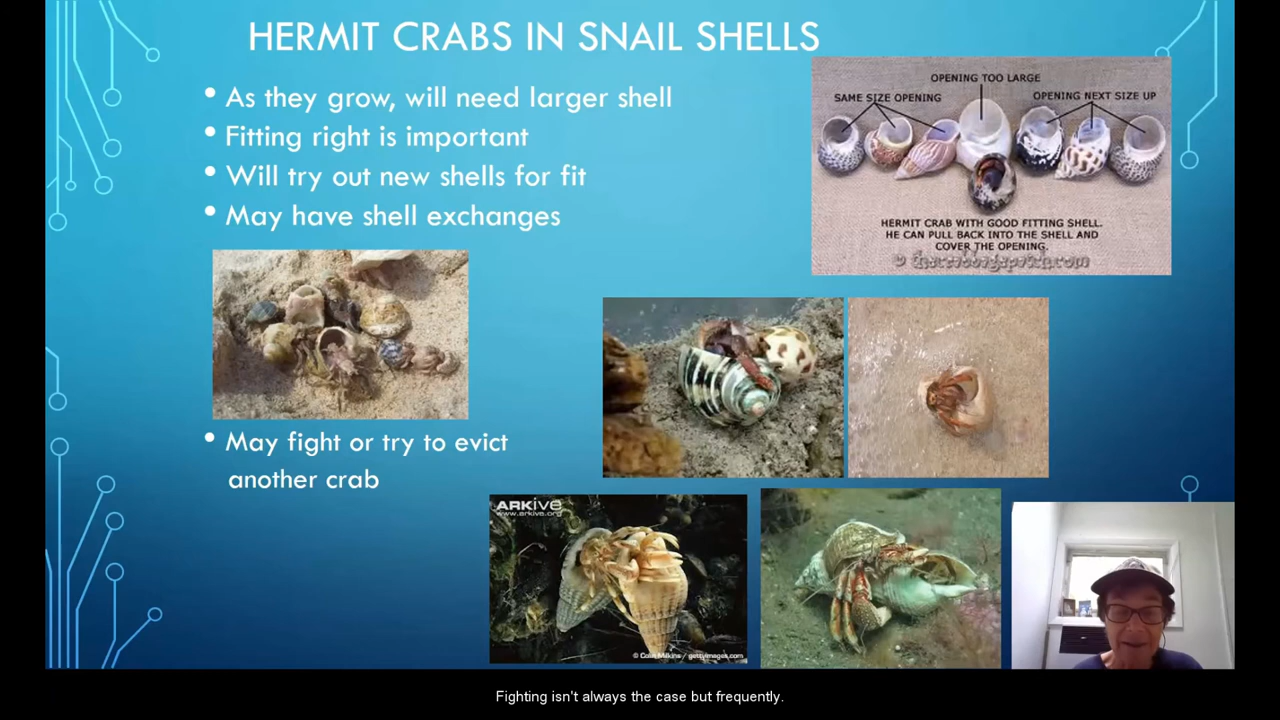 HERMIT CRABS IN SNAIL SHELLS
• As they grow, will need larger shell
• Fitting right is important
• Will try out new shells for fit
• May have shell exchanges
OPENING TOO LARGE
SAME SIZE OPENING
OPENING NEXT SIZE UP
HERMIT CRAB WITH GOOD FITTING SHELL.
HE CAN PULL BACK INTO THE SHELL AND
COVER THE OPENING.
• May fight or try to evict
another crab
ARKive
www.arkive.org
Fighting isn't always the case but frequently.